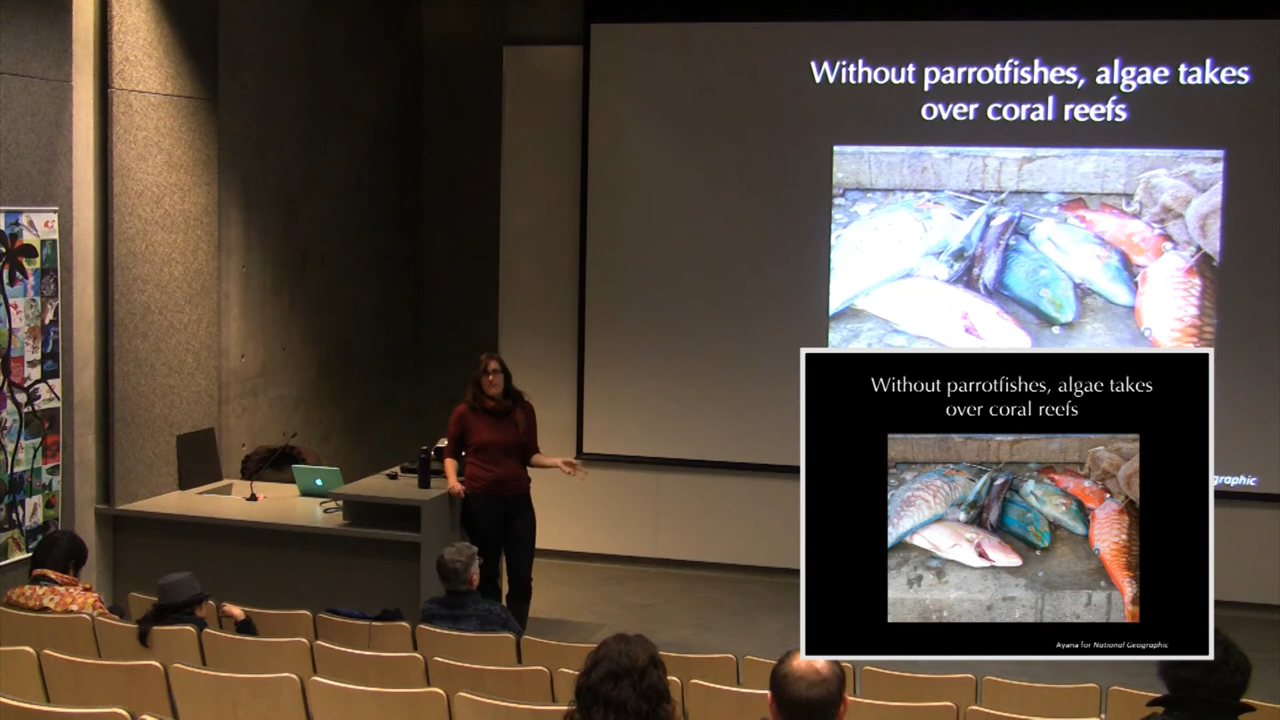 Without parrotfishes, algae takes
over coral reefs
graphic
Without parrotfishes, algae takes
over coral reefs
Ayana for National Geographic